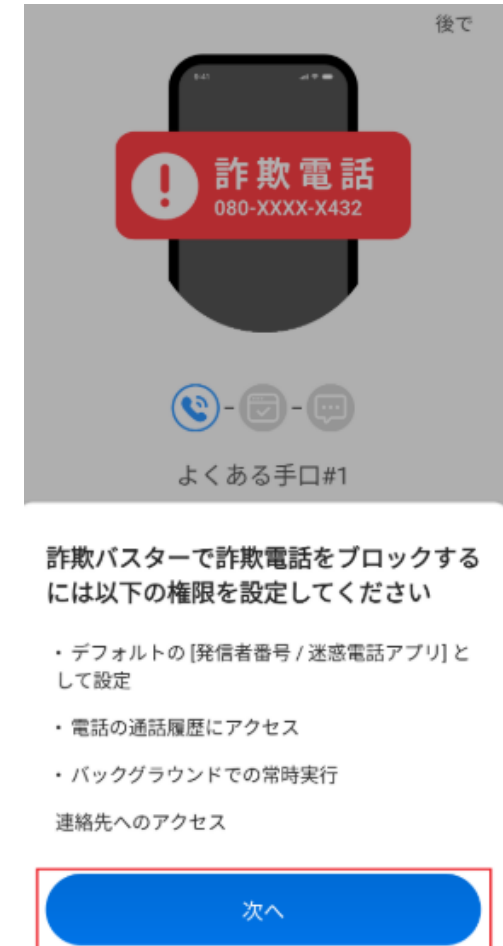 後で
9:41
詐欺電話
080-XXXX-X432
よくある手口#1
詐欺バスターで詐欺電話をブロックする
には以下の権限を設定してください
・デフォルトの [発信者番号 / 迷惑電話アプリ] と
して設定
・電話の通話履歴にアクセス
・バックグラウンドでの常時実行
連絡先へのアクセス
次へ